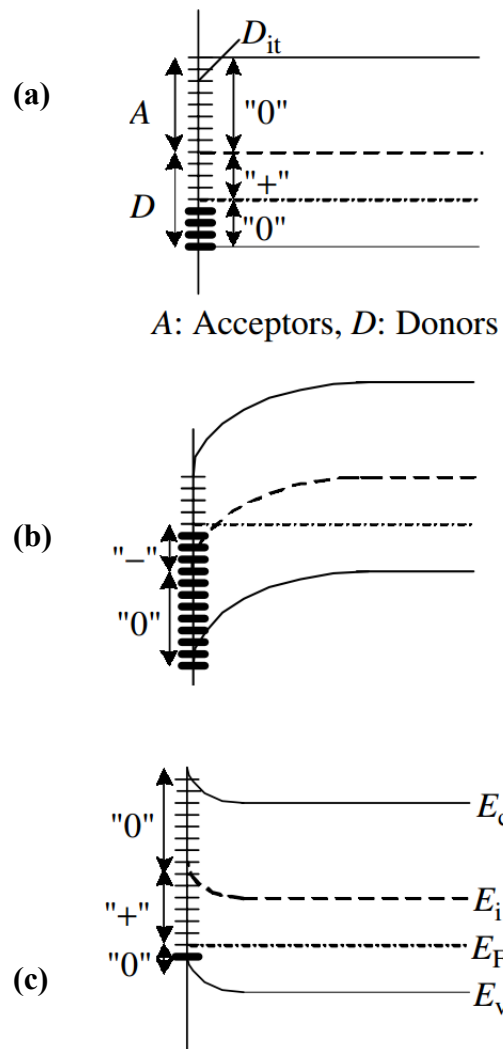 D_it
(a)
A
"0"
D
"+"
"0"
A: Acceptors, D: Donors
(b)
"–"
"0"
"0"
E_c
"+"
E_i
"0"
E_F
(c)
E_v